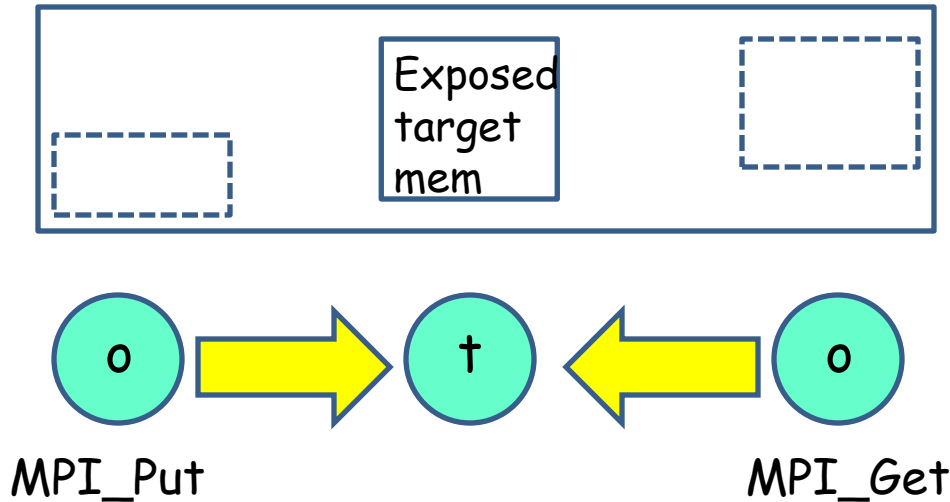 Exposed
target
mem
o
t
o
MPI_Put
MPI_Get